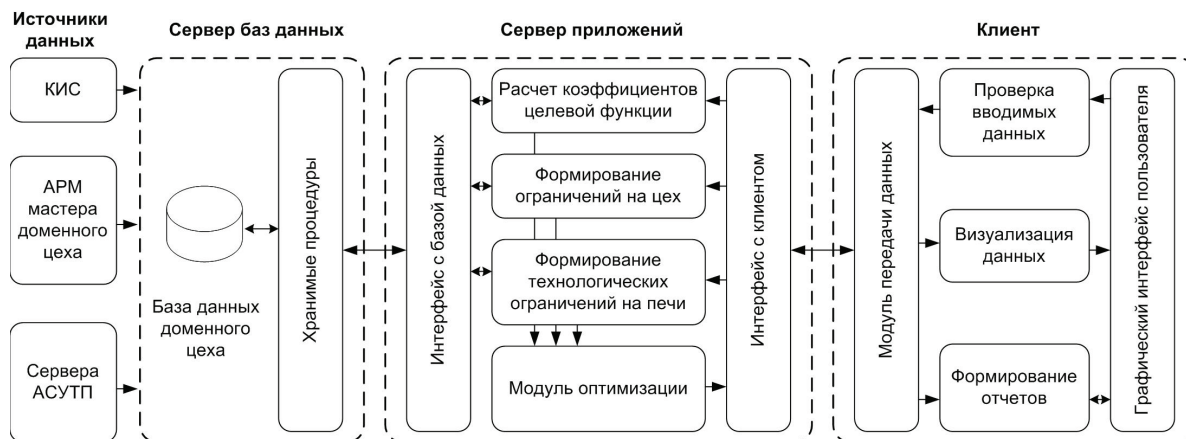 Источники
данных
КИС
АРМ
мастера
доменного
цеха
Сервера
АСУТП
Сервер баз данных
База данных
доменного
цеха
Хранимые процедуры
Сервер приложений
Интерфейс с базой данных
Расчет коэффициентов
целевой функции
Формирование
ограничений на цех
Формирование
технологических
ограничений на печи
Модуль оптимизации
Интерфейс с клиентом
Клиент
Модуль передачи данных
Проверка
вводимых
данных
Визуализация
данных
Формирование
отчетов
Графический интерфейс пользователя